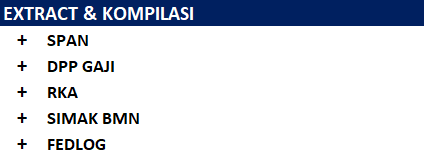 EXTRACT & KOMPILASI
+ SPAN
+ DPP GAJI
+ RKA
+ SIMAK BMN
+ FEDLOG